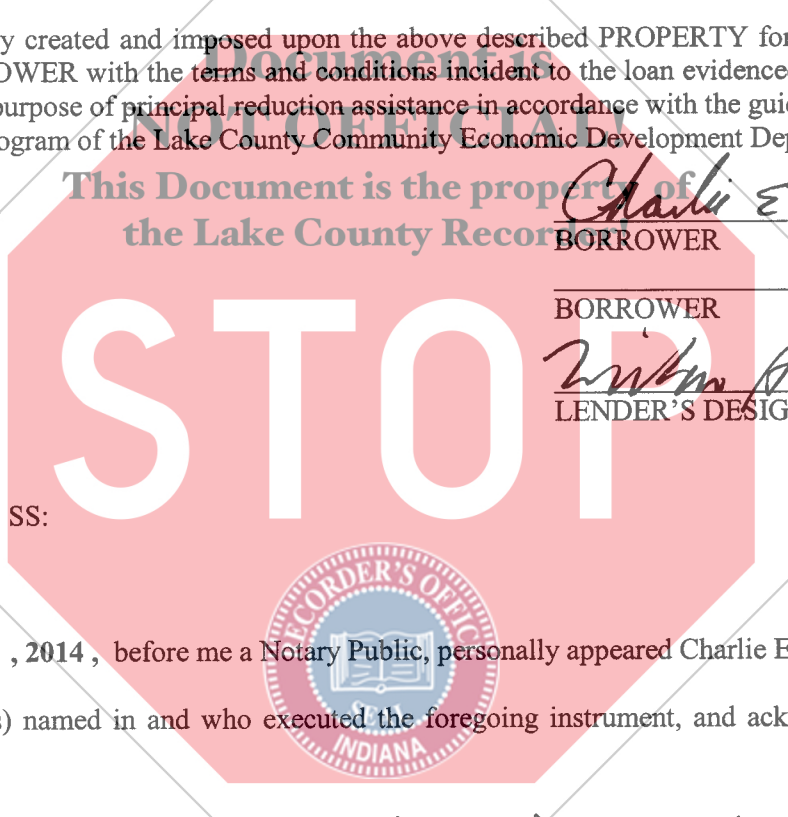 y created and imposed upon the above described PROPERTY for
OWER with the terms and conditions incident to the loan evidence
purpose of principal reduction assistance in accordance with the guid
ogram of the Lake County Community Economic Development Dep
Document is
NOT OFFICIAL!
This Document is the property of
the Lake County Recorder!
Charlie E
BORROWER
BORROWER
LENDER'S DESIG
STOP
SS:
RECORDER'S OFFIC
SEAL
INDIANA
, 2014 , before me a Notary Public, personally appeared Charlie E
s) named in and who executed the foregoing instrument, and ack